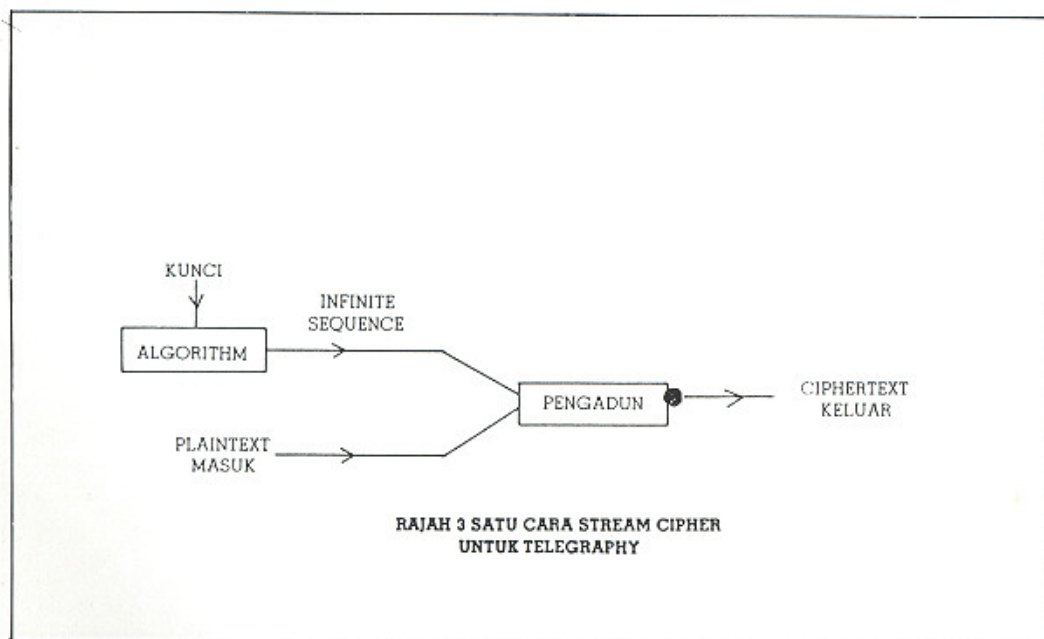 KUNCI
INFINITE
SEQUENCE
ALGORITHM
PENGADUN
CIPHERTEXT
KELUAR
PLAINTEXT
MASUK
RAJAH 3 SATU CARA STREAM CIPHER
UNTUK TELEGRAPHY